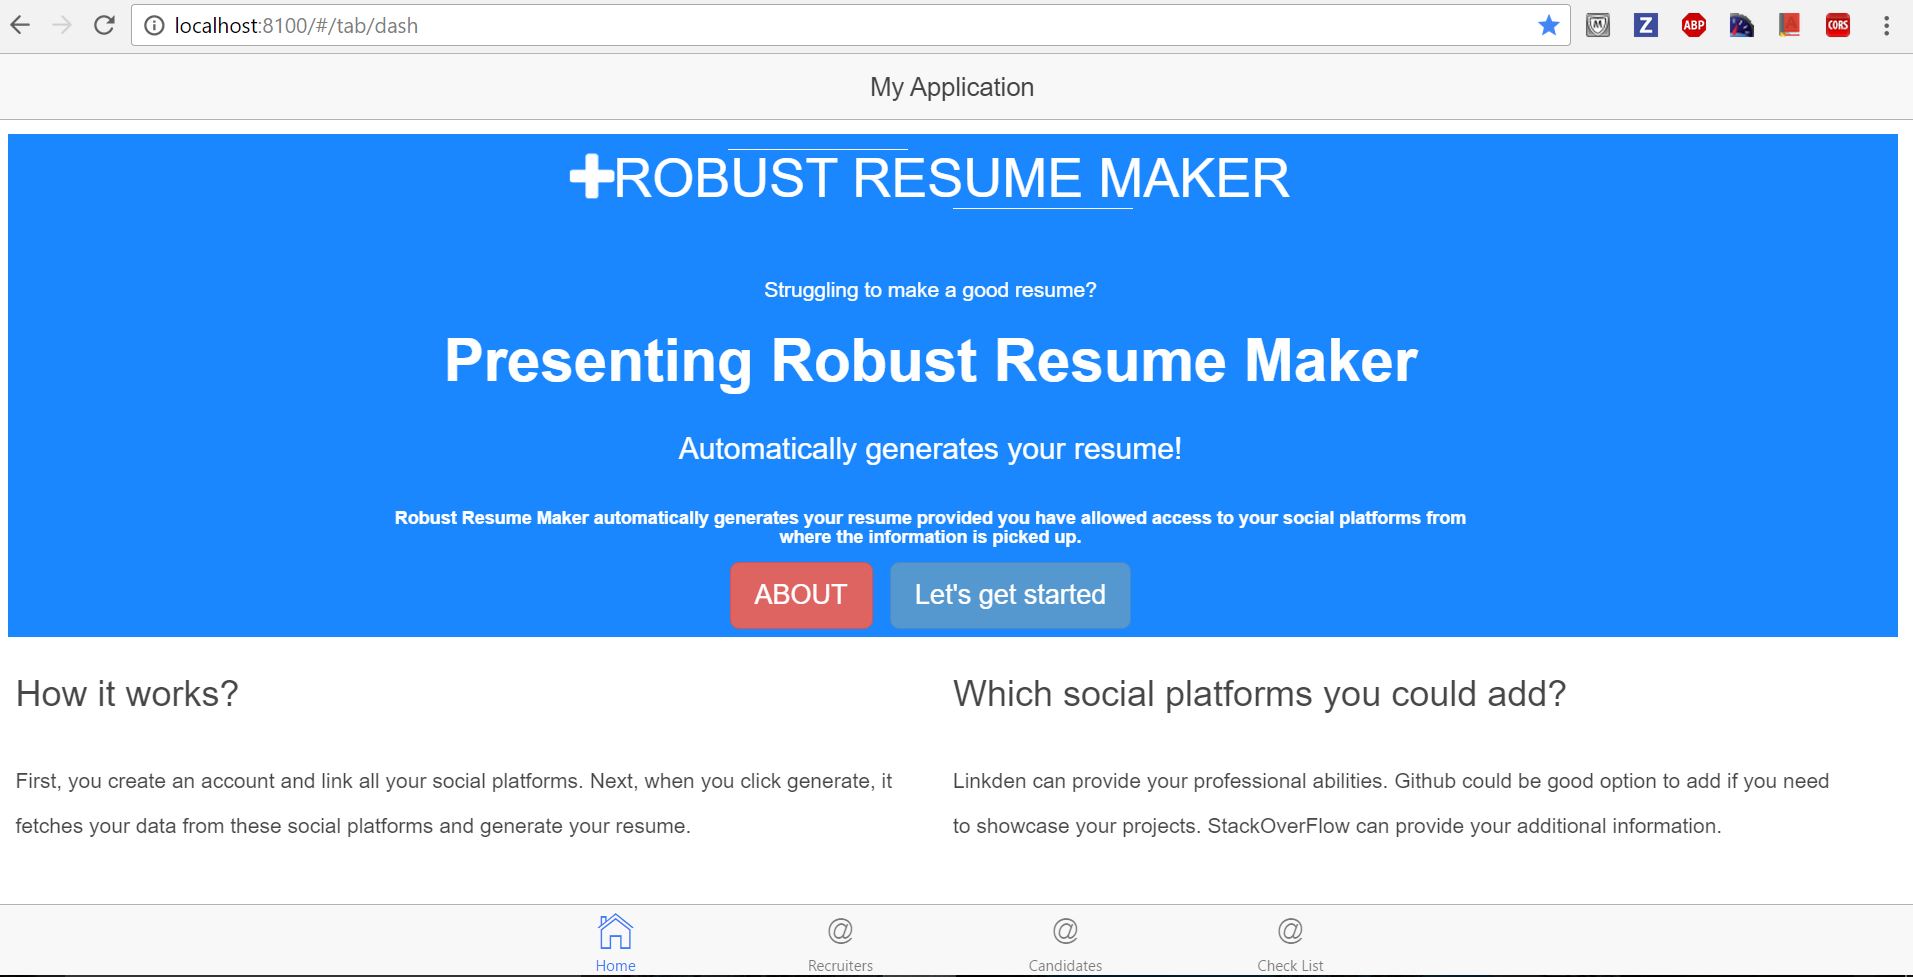 localhost:8100/#/tab/dash
Z
ABP
A
CORS
My Application
ROBUST RESUME MAKER
Struggling to make a good resume?
Presenting Robust Resume Maker
Automatically generates your resume!
Robust Resume Maker automatically generates your resume provided you have allowed access to your social platforms from
where the information is picked up.
ABOUT
Let's get started
How it works?
First, you create an account and link all your social platforms. Next, when you click generate, it
fetches your data from these social platforms and generate your resume.
Which social platforms you could add?
Linkden can provide your professional abilities. Github could be good option to add if you need
to showcase your projects. StackOverFlow can provide your additional information.
Home
@
Recruiters
@
Candidates
@
Check List